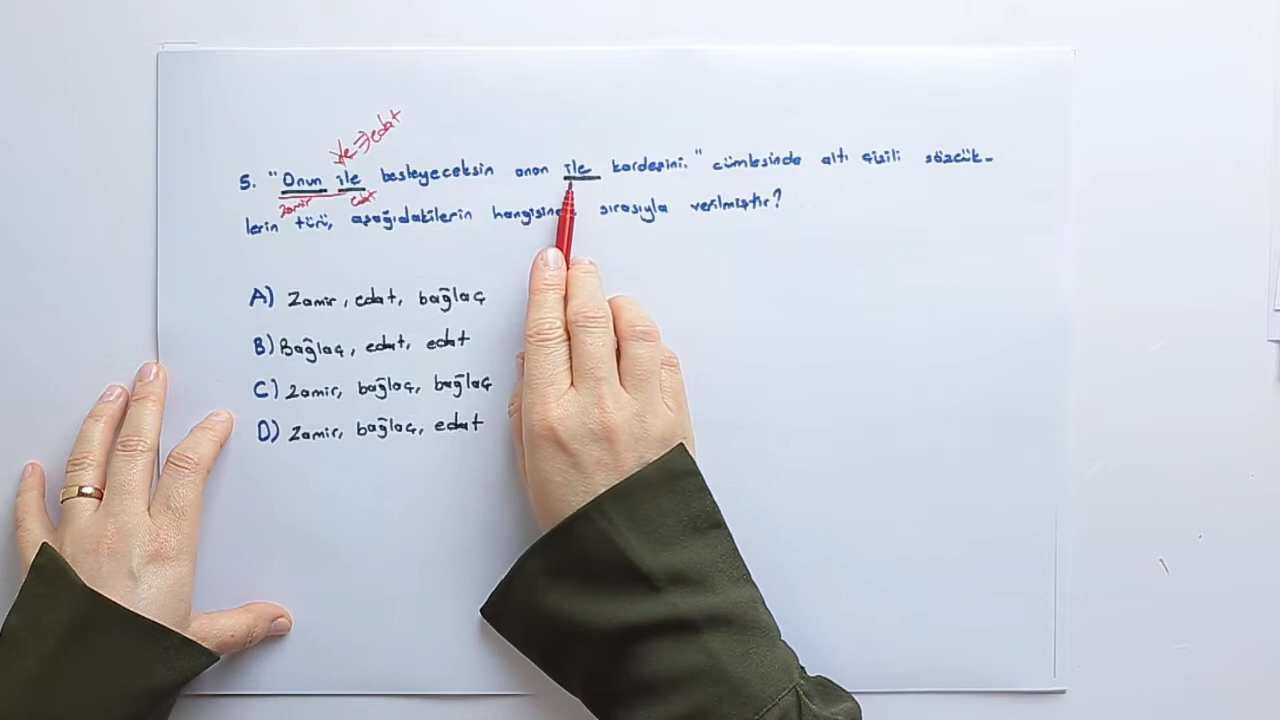 ile ⇒ edat
5. "Onun ile besleyeceksin anan ile kardeşini." cümlesinde altı çizili sözcük-
zamir edat
lerin türü, aşağıdakilerin hangisinde sırasıyla verilmiştir?
A) Zamir, edat, bağlaç
B) Bağlaç, edat, edat
C) Zamir, bağlaç, bağlaç
D) Zamir, bağlaç, edat